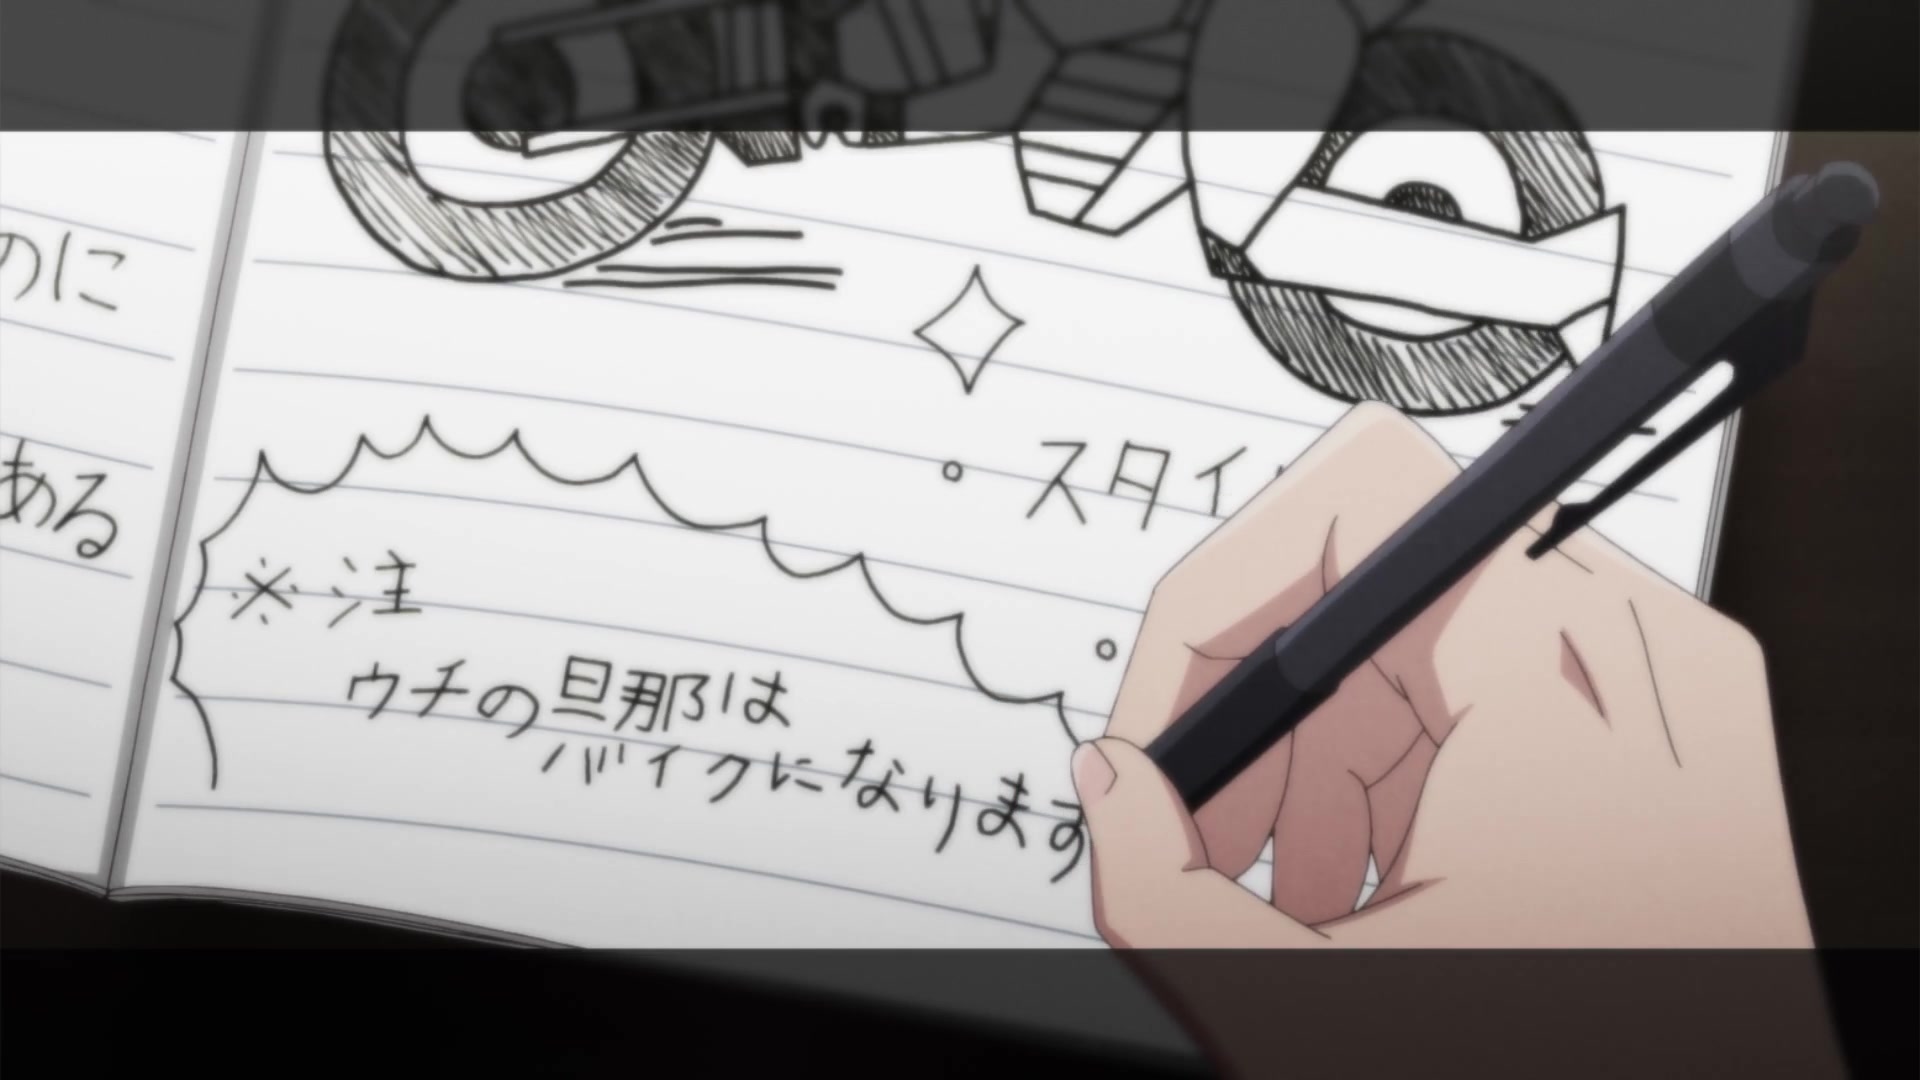 のに
ある
。スタイ
※注
ウチの旦那は
バイクになります